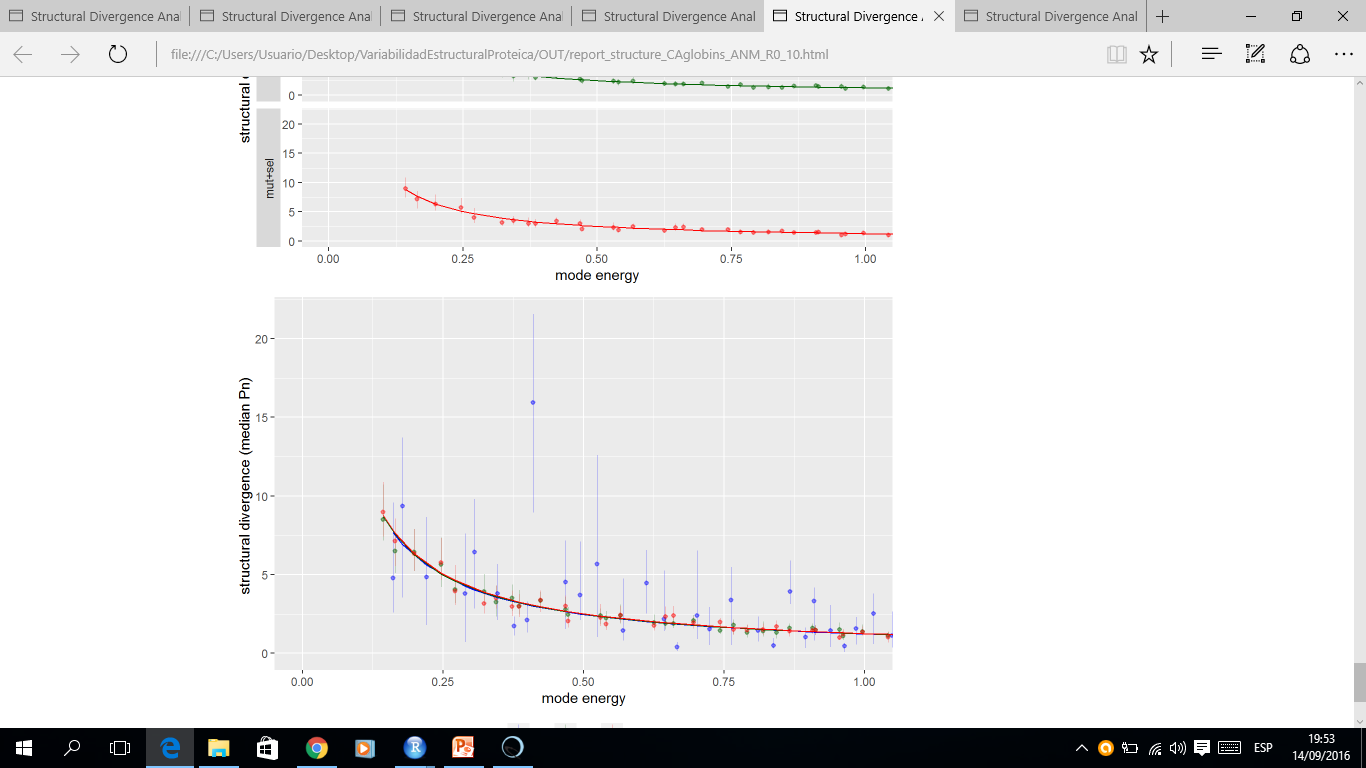 Structural Divergence Anal
Structural Divergence Anal
Structural Divergence Anal
Structural Divergence Anal
Structural Divergence A
Structural Divergence Anal
file:///C:/Users/Usuario/Desktop/VariabilidadEstructuralProteica/OUT/report_structure_CAglobins_ANM_R0_10.html
structural d
0
mut+sel
20
15
10
5
0
0.00 0.25 0.50 0.75 1.00
mode energy
structural divergence (median Pn)
20
15
10
5
0
0.00 0.25 0.50 0.75 1.00
mode energy
ESP
19:53
14/09/2016